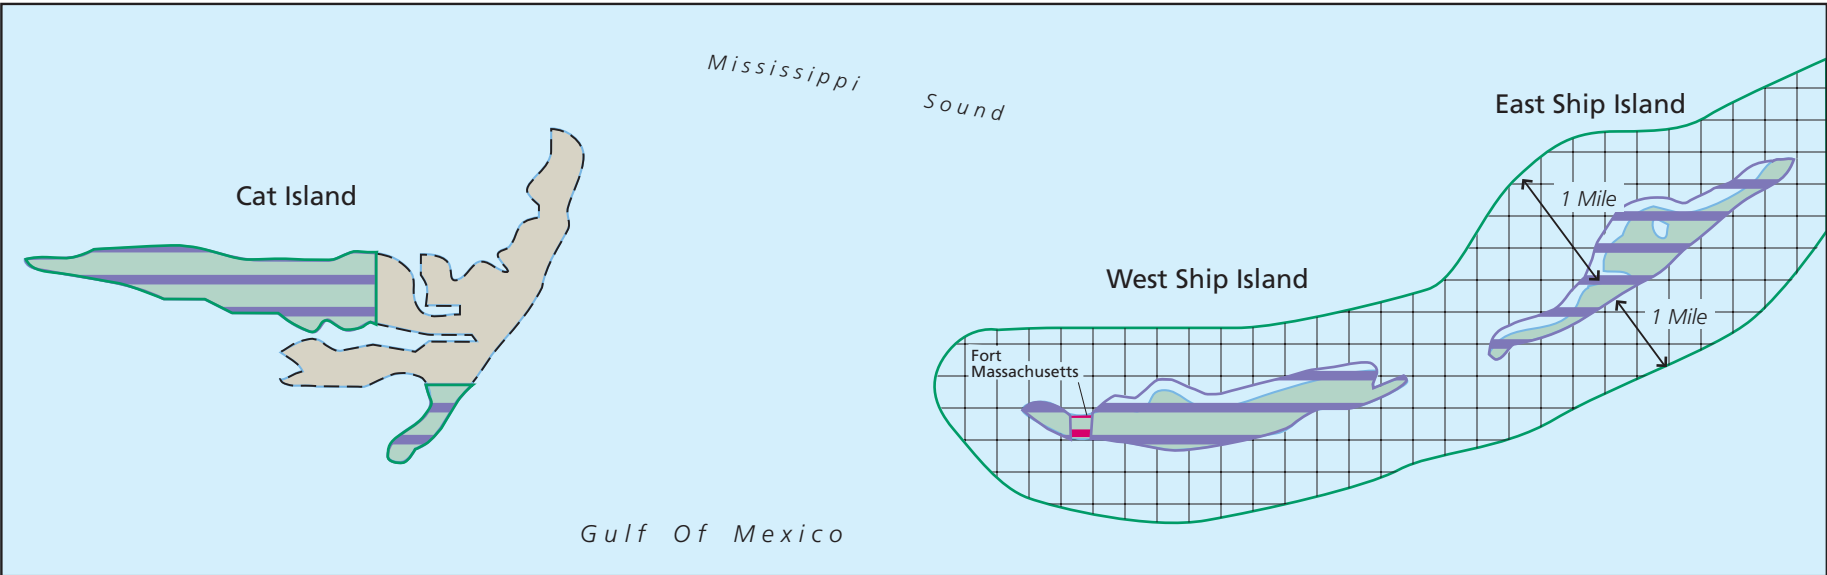 Mississippi Sound
East Ship Island
Cat Island
1 Mile
West Ship Island
1 Mile
Fort
Massachusetts
Gulf Of Mexico